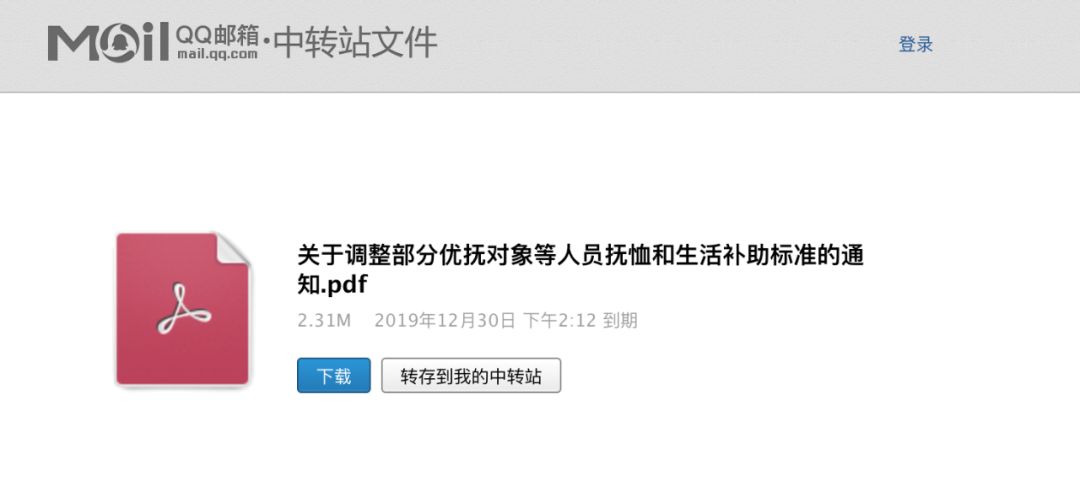 Mail QQ邮箱 mail.qq.com ·中转站文件
登录
关于调整部分优抚对象等人员抚恤和生活补助标准的通
知.pdf
2.31M 2019年12月30日 下午2:12 到期
下载 转存到我的中转站